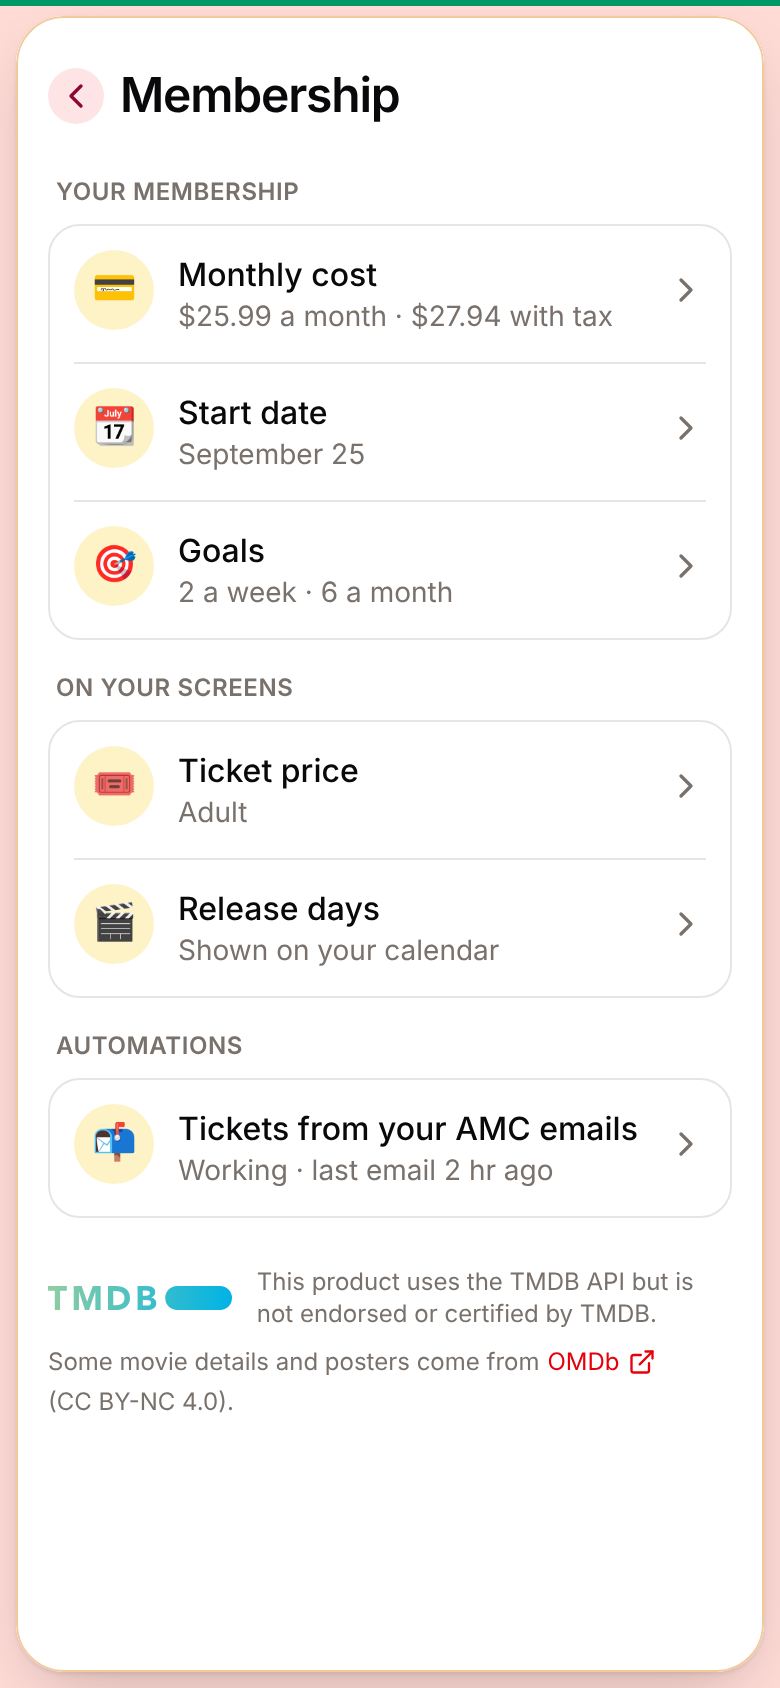 Membership
YOUR MEMBERSHIP
Monthly cost
$25.99 a month · $27.94 with tax
July
17
Start date
September 25
Goals
2 a week · 6 a month
ON YOUR SCREENS
Ticket price
Adult
Release days
Shown on your calendar
AUTOMATIONS
Tickets from your AMC emails
Working · last email 2 hr ago
TMDB
This product uses the TMDB API but is
not endorsed or certified by TMDB.
Some movie details and posters come from OMDb
(CC BY-NC 4.0).